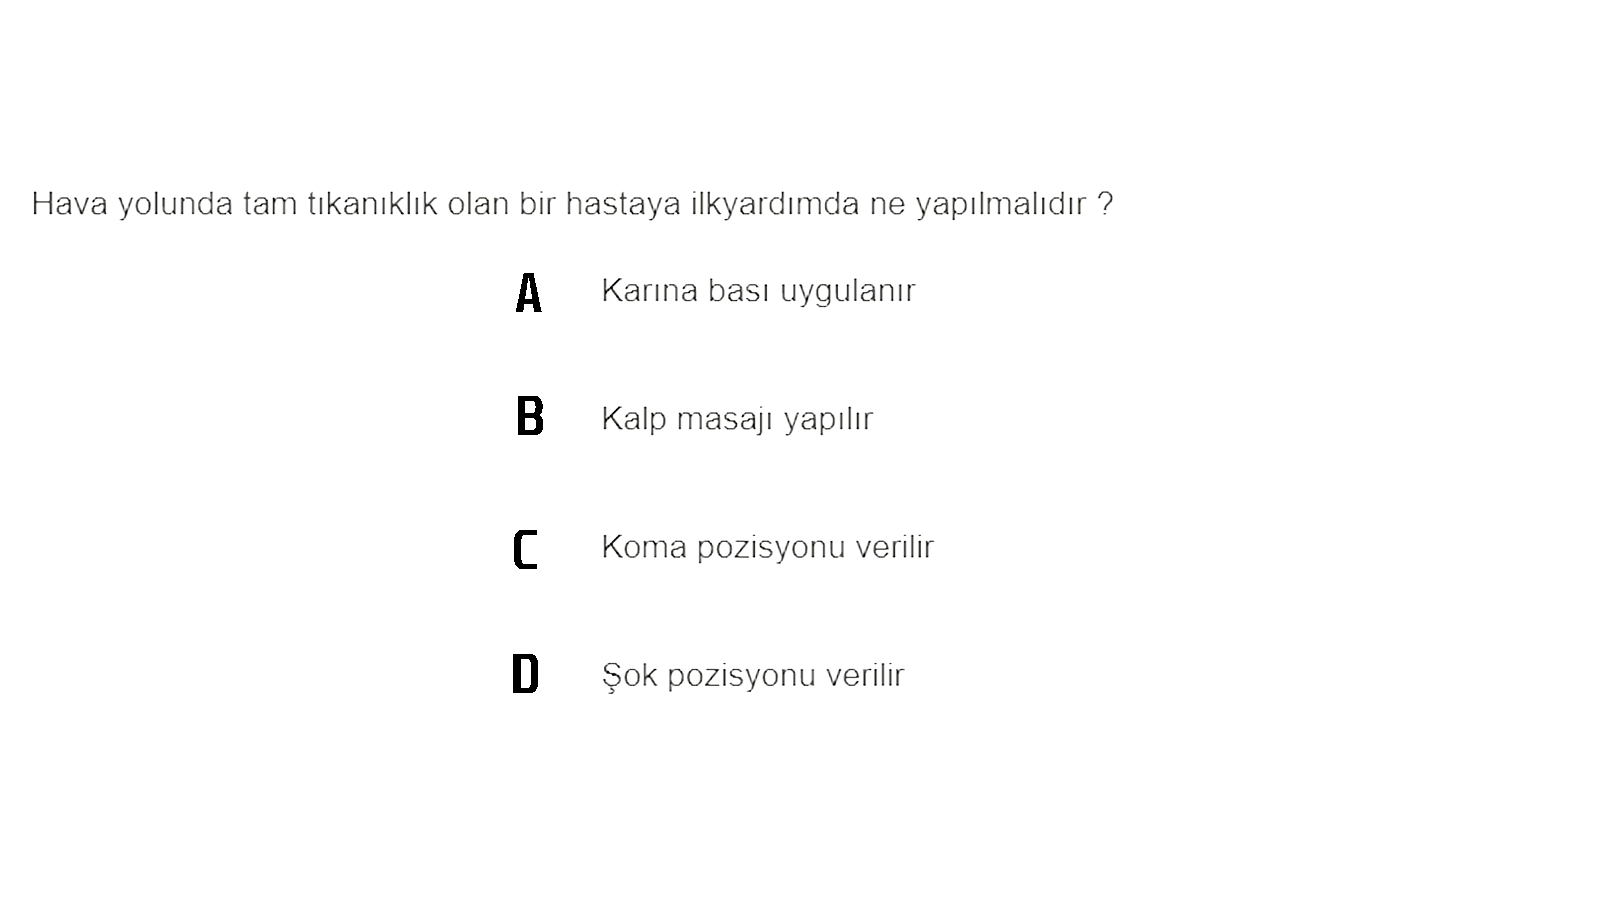 Hava yolunda tam tıkanıklık olan bir hastaya ilkyardımda ne yapılmalıdır ?
A Karına bası uygulanır
B Kalp masajı yapılır
C Koma pozisyonu verilir
D Şok pozisyonu verilir